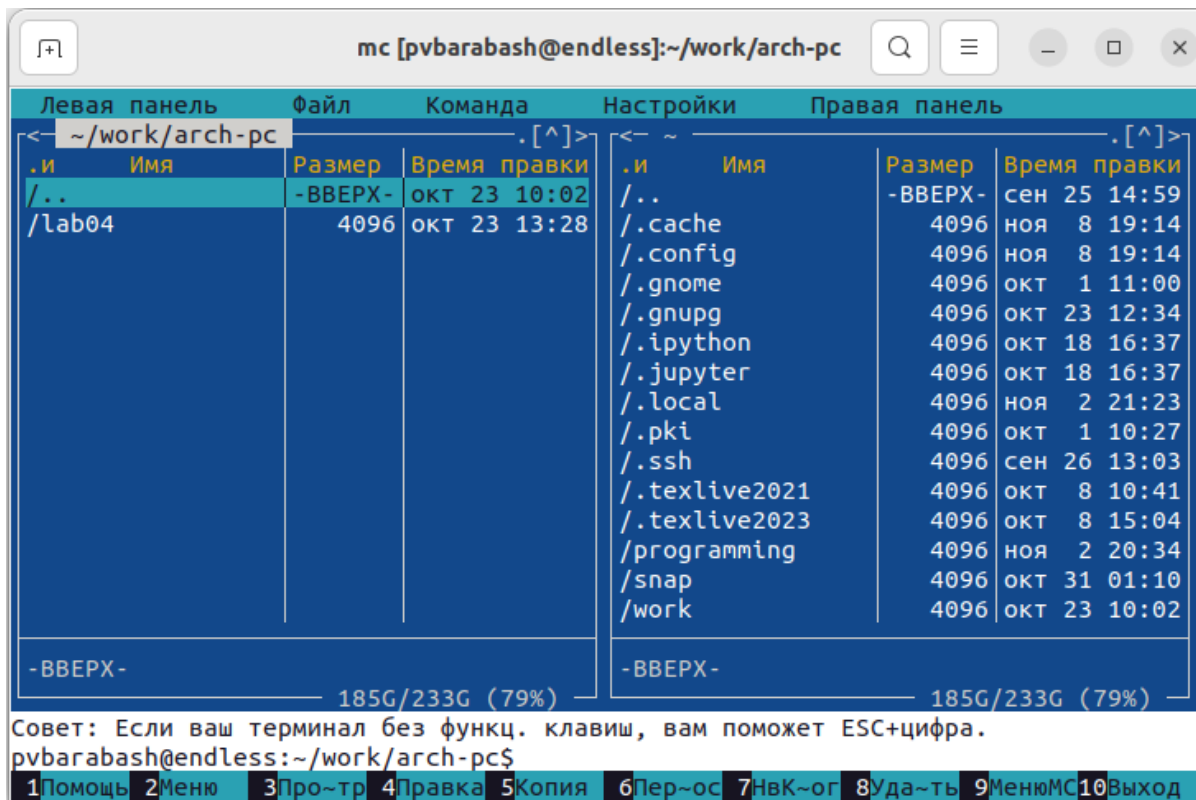 mc [pvbarabash@endless]:~/work/arch-pc
Левая панель Файл Команда Настройки Правая панель
<─ ~/work/arch-pc ─.[^]> <─ ~ ─.[^]>
.и Имя Размер Время правки .и Имя Размер Время правки
/.. -ВВЕРХ- окт 23 10:02 /.. -ВВЕРХ- сен 25 14:59
/lab04 4096 окт 23 13:28 /.cache 4096 ноя 8 19:14
/.config 4096 ноя 8 19:14
/.gnome 4096 окт 1 11:00
/.gnupg 4096 окт 23 12:34
/.ipython 4096 окт 18 16:37
/.jupyter 4096 окт 18 16:37
/.local 4096 ноя 2 21:23
/.pki 4096 окт 1 10:27
/.ssh 4096 сен 26 13:03
/.texlive2021 4096 окт 8 10:41
/.texlive2023 4096 окт 8 15:04
/programming 4096 ноя 2 20:34
/snap 4096 окт 31 01:10
/work 4096 окт 23 10:02
-ВВЕРХ- -ВВЕРХ-
185G/233G (79%) 185G/233G (79%)
Совет: Если ваш терминал без функц. клавиш, вам поможет ESC+цифра.
pvbarabash@endless:~/work/arch-pc$
1Помощь 2Меню 3Про~тр 4Правка 5Копия 6Пер~ос 7НвК~ог 8Уда~ть 9МенюМС 10Выход